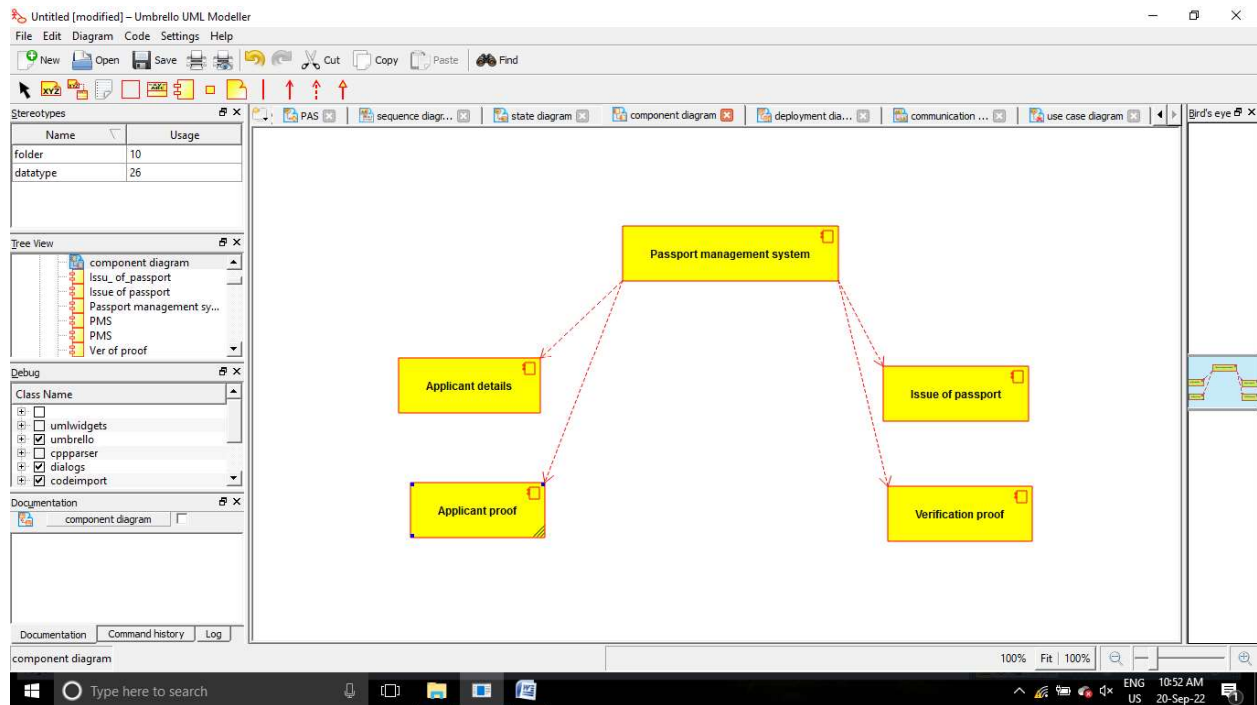 Untitled [modified] – Umbrello UML Modeller
File Edit Diagram Code Settings Help
New Open Save Cut Copy Paste Find
XYZ
Stereotypes
Name Usage
folder 10
datatype 26
Tree View
component diagram
Issu_ of_passport
Issue of passport
Passport management sy...
PMS
PMS
Ver of proof
Debug
Class Name
umlwidgets
umbrello
cppparser
dialogs
codeimport
Documentation
component diagram
Documentation Command history Log
PAS sequence diagr... state diagram component diagram deployment dia... communication ... use case diagram
Passport management system
Applicant details
Issue of passport
Applicant proof
Verification proof
Bird's eye
component diagram
100% Fit 100%
Type here to search
ENG 10:52 AM
US 20-Sep-22